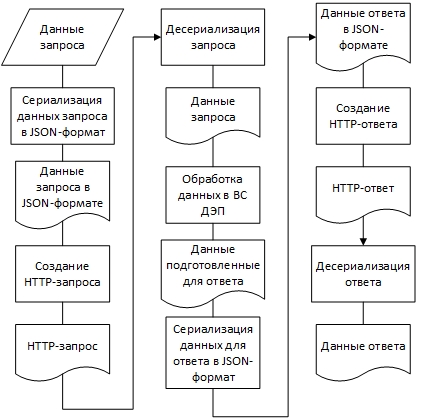 Данные
запроса
Сериализация
данных запроса
в JSON-формат
Данные
запроса в
JSON-формате
Создание
HTTP-запроса
HTTP-запрос
Десериализация
запроса
Данные
запроса
Обработка
данных в ВС
ДЭП
Данные
подготовленные
для ответа
Сериализация
данных для
ответа в JSON-
формат
Данные ответа
в JSON-
формате
Создание
HTTP-ответа
HTTP-ответ
Десериализация
ответа
Данные ответа